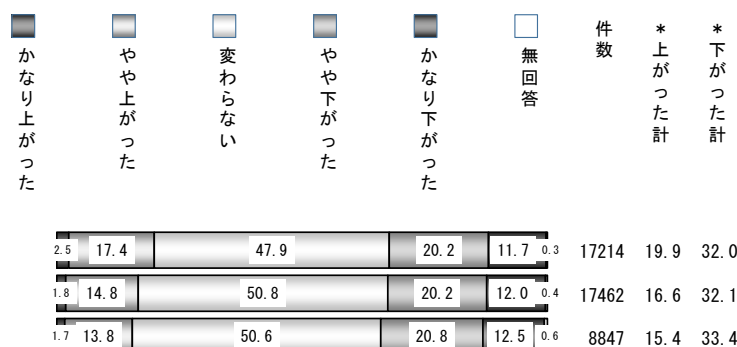 かなり上がった
やや上がった
変わらない
やや下がった
かなり下がった
無回答
件数
*上がった計
*下がった計
2.5 17.4 47.9 20.2 11.7 0.3 17214 19.9 32.0
1.8 14.8 50.8 20.2 12.0 0.4 17462 16.6 32.1
1.7 13.8 50.6 20.8 12.5 0.6 8847 15.4 33.4